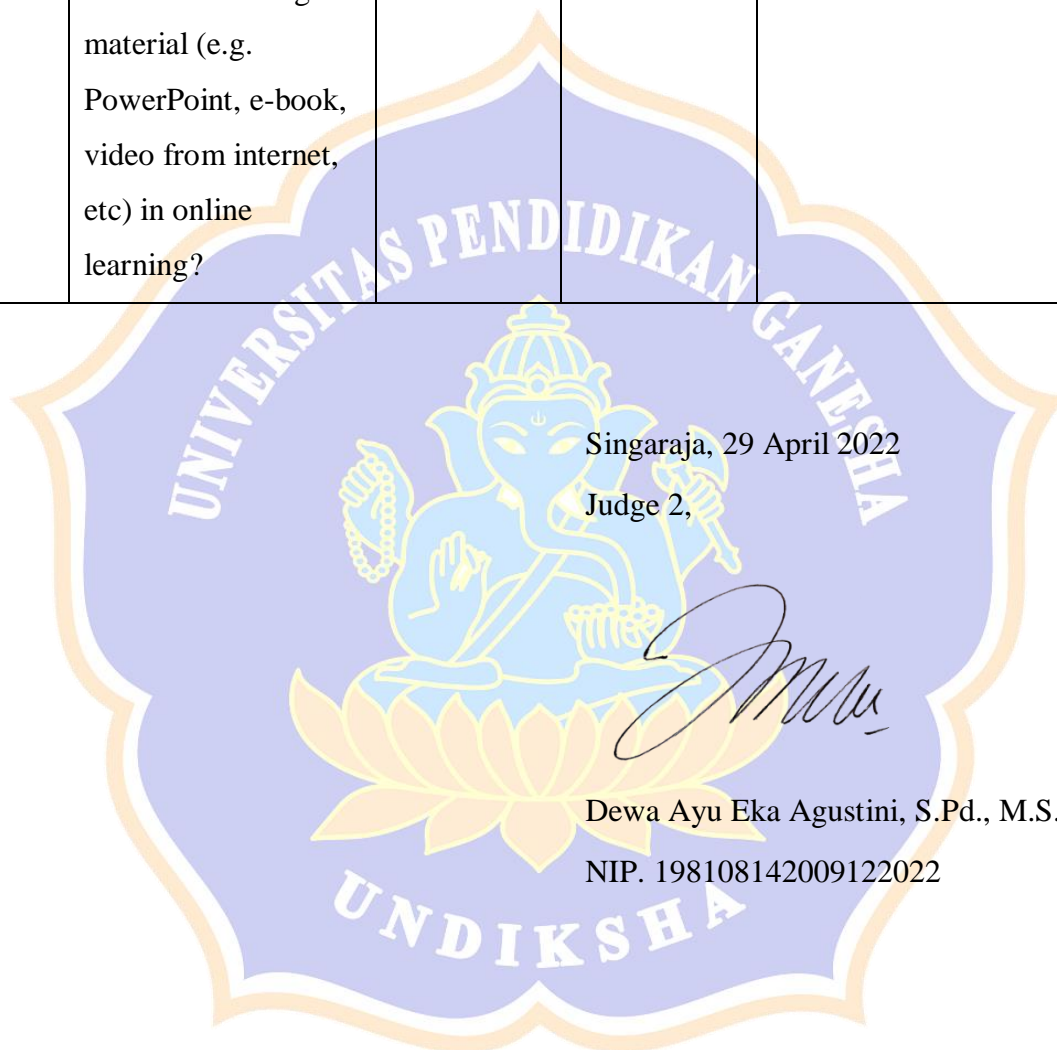 material (e.g.
PowerPoint, e-book,
video from internet,
etc) in online
learning?
UNIVERSITAS PENDIDIKAN GANESHA
Singaraja, 29 April 2022
Judge 2,
Dewa Ayu Eka Agustini, S.Pd., M.S.
NIP. 198108142009122022
UNDIKSHA